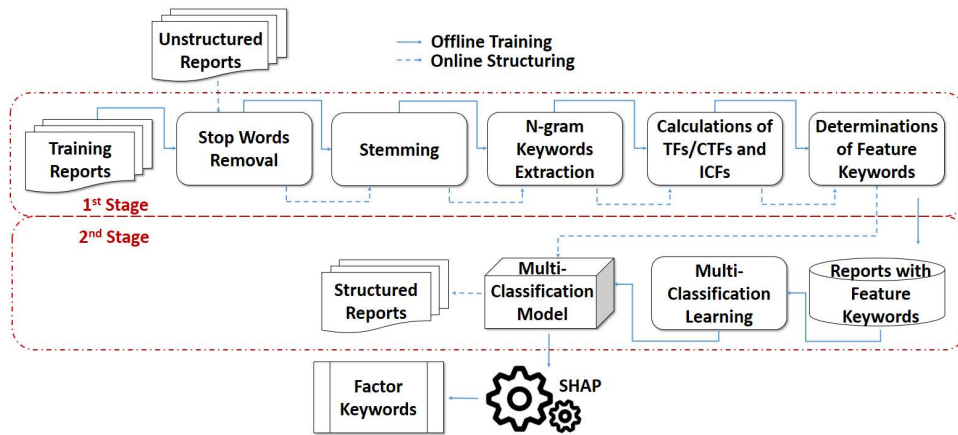 Unstructured
Reports
Offline Training
Online Structuring
Training
Reports
Stop Words
Removal
Stemming
N-gram
Keywords
Extraction
Calculations of
TFs/CTFs and
ICFs
Determinations
of Feature
Keywords
1st Stage
2nd Stage
Structured
Reports
Multi-
Classification
Model
Multi-
Classification
Learning
Reports with
Feature
Keywords
Factor
Keywords
SHAP